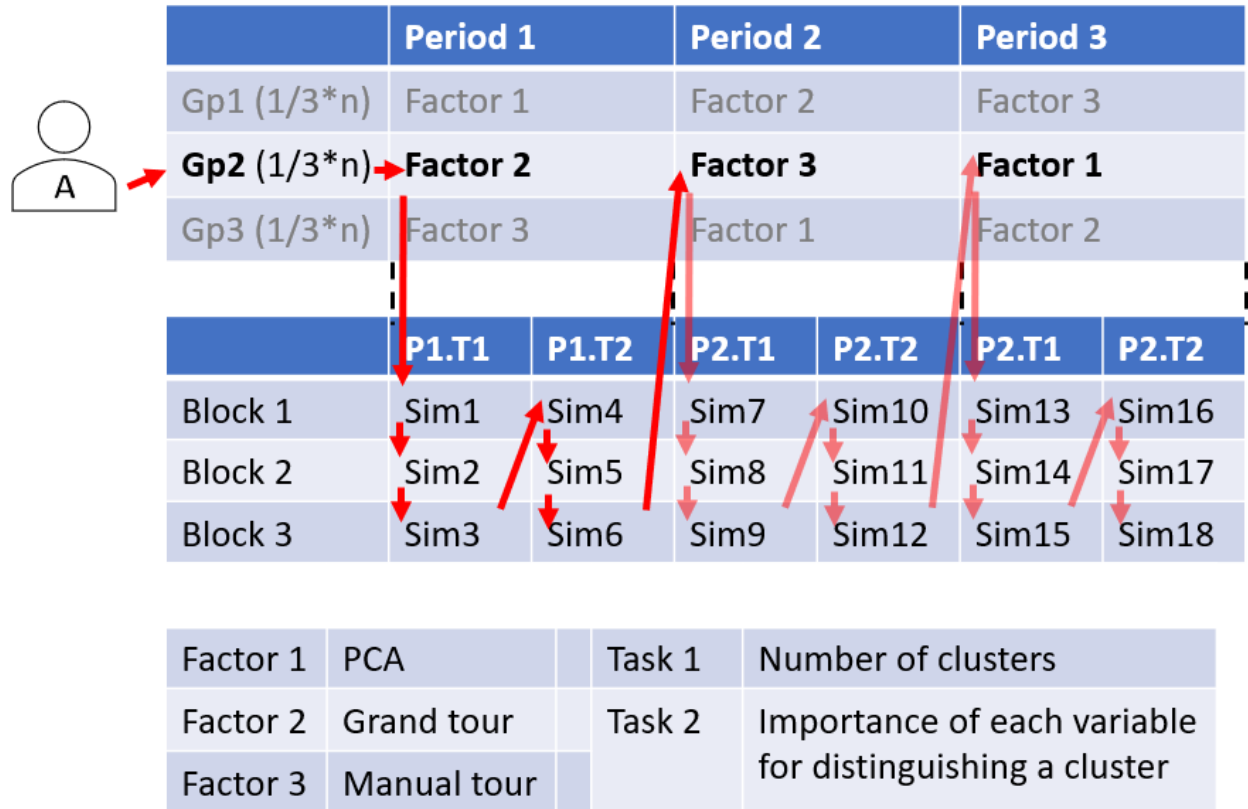 Period 1 Period 2 Period 3
Gp1 (1/3*n) Factor 1 Factor 2 Factor 3
A
Gp2 (1/3*n) Factor 2 Factor 3 Factor 1
Gp3 (1/3*n) Factor 3 Factor 1 Factor 2
P1.T1 P1.T2 P2.T1 P2.T2 P2.T1 P2.T2
Block 1 Sim1 Sim4 Sim7 Sim10 Sim13 Sim16
Block 2 Sim2 Sim5 Sim8 Sim11 Sim14 Sim17
Block 3 Sim3 Sim6 Sim9 Sim12 Sim15 Sim18
Factor 1 PCA Task 1 Number of clusters
Factor 2 Grand tour Task 2 Importance of each variable
for distinguishing a cluster
Factor 3 Manual tour